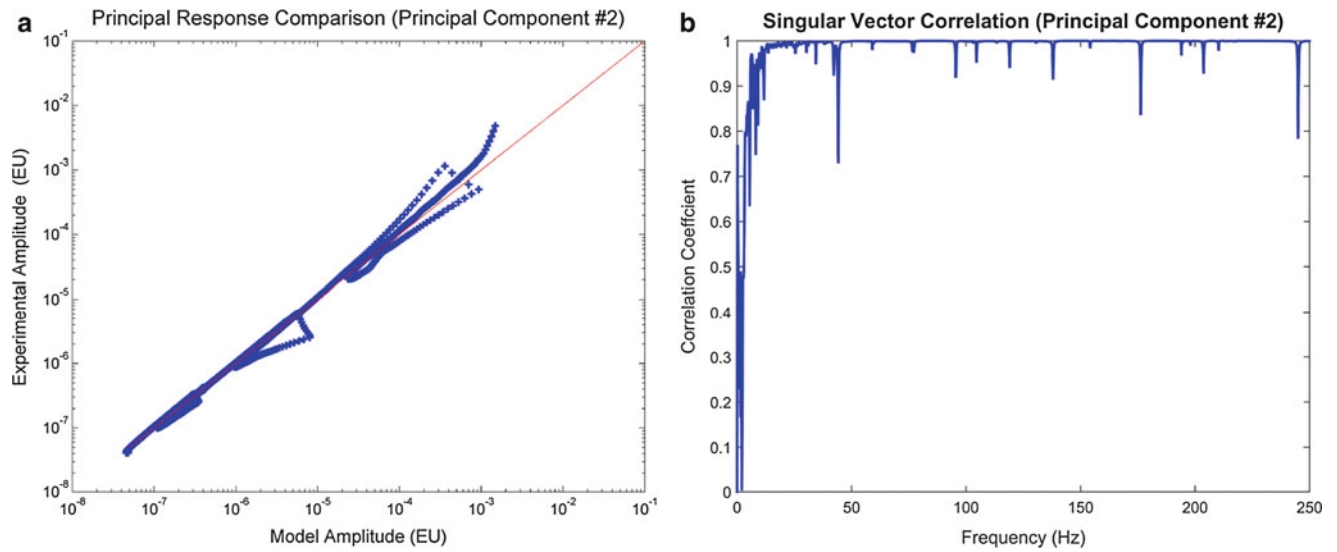 a
Principal Response Comparison (Principal Component #2)
10^-1
10^-2
10^-3
10^-4
10^-5
10^-6
10^-7
10^-8
Experimental Amplitude (EU)
10^-8 10^-7 10^-6 10^-5 10^-4 10^-3 10^-2 10^-1
Model Amplitude (EU)
b
Singular Vector Correlation (Principal Component #2)
1
0.9
0.8
0.7
0.6
0.5
0.4
0.3
0.2
0.1
0
Correlation Coeffcient
0 50 100 150 200 250
Frequency (Hz)